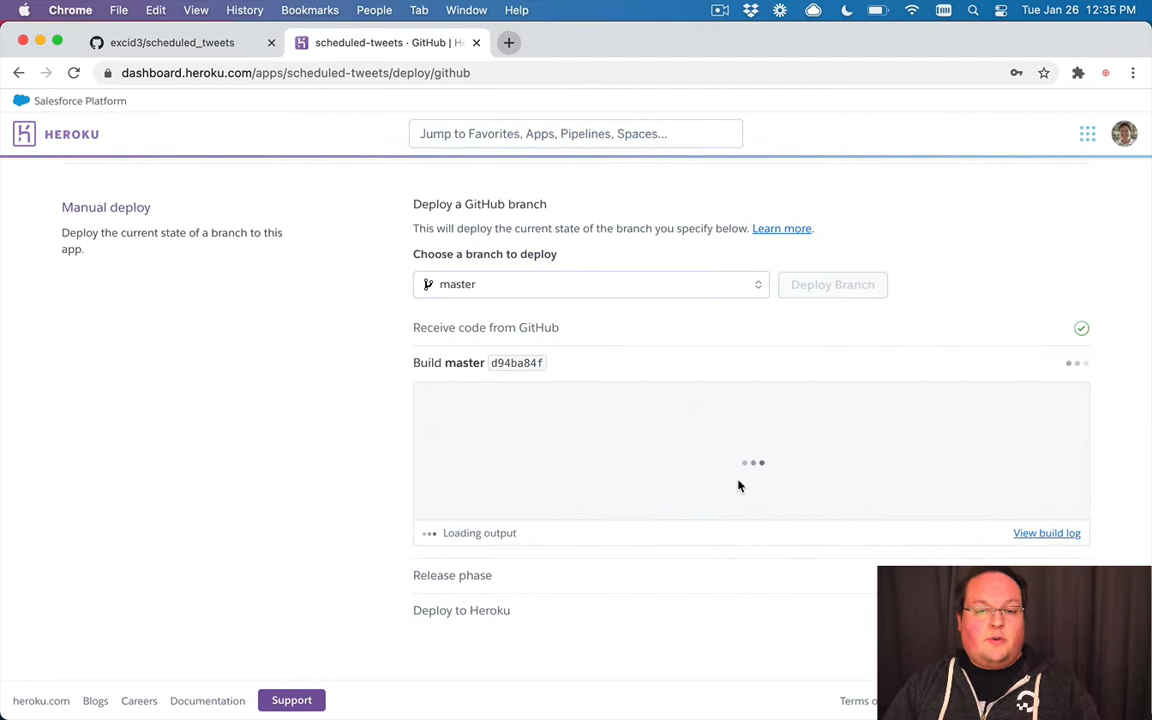 Chrome File Edit View History Bookmarks People Tab Window Help Tue Jan 26 12:35 PM
excid3/scheduled_tweets scheduled-tweets · GitHub | He
dashboard.heroku.com/apps/scheduled-tweets/deploy/github
Salesforce Platform
HEROKU Jump to Favorites, Apps, Pipelines, Spaces...
Manual deploy
Deploy the current state of a branch to this
app.
Deploy a GitHub branch
This will deploy the current state of the branch you specify below. Learn more.
Choose a branch to deploy
master Deploy Branch
Receive code from GitHub
Build master d94ba84f
Loading output View build log
Release phase
Deploy to Heroku
heroku.com Blogs Careers Documentation Support Terms o